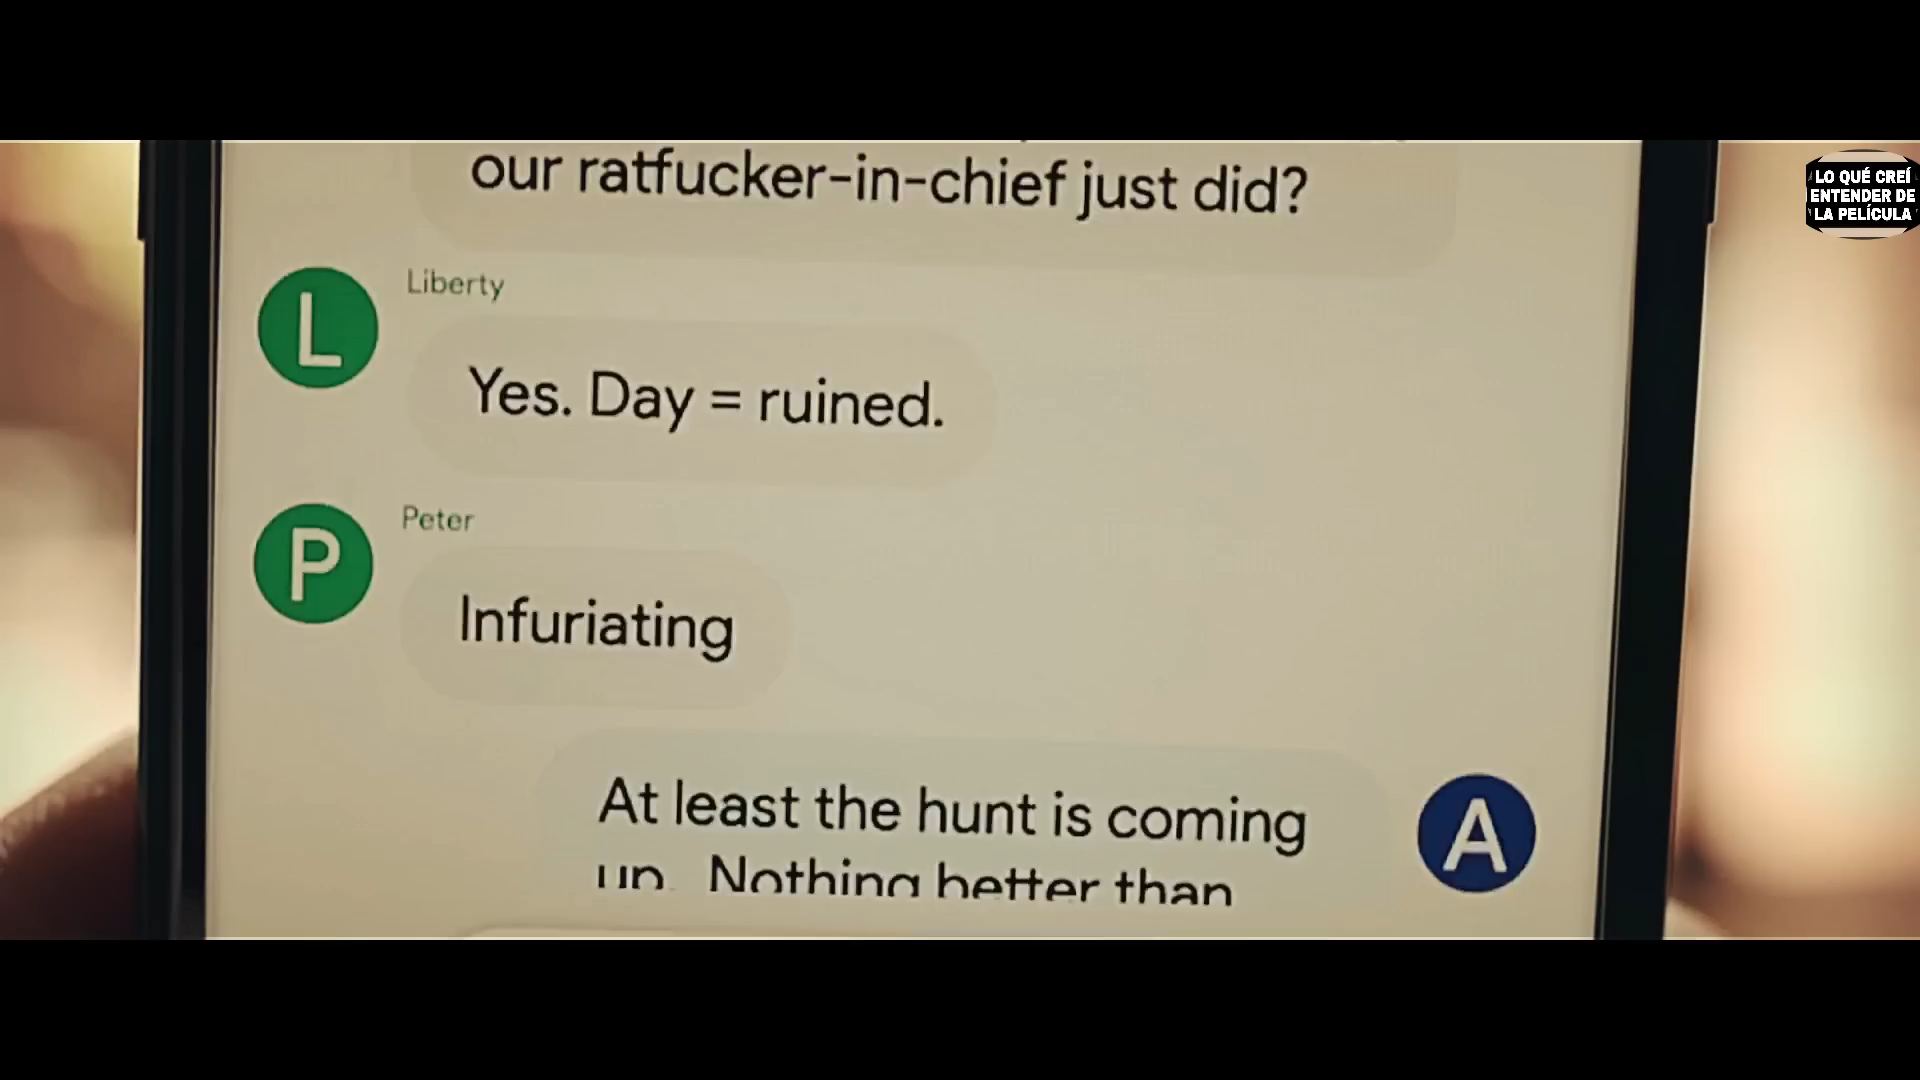 our ratfucker-in-chief just did?
LO QUÉ CREÍ
ENTENDER DE
LA PELÍCULA
Liberty
L
Yes. Day = ruined.
Peter
P
Infuriating
At least the hunt is coming
A
up. Nothing better than